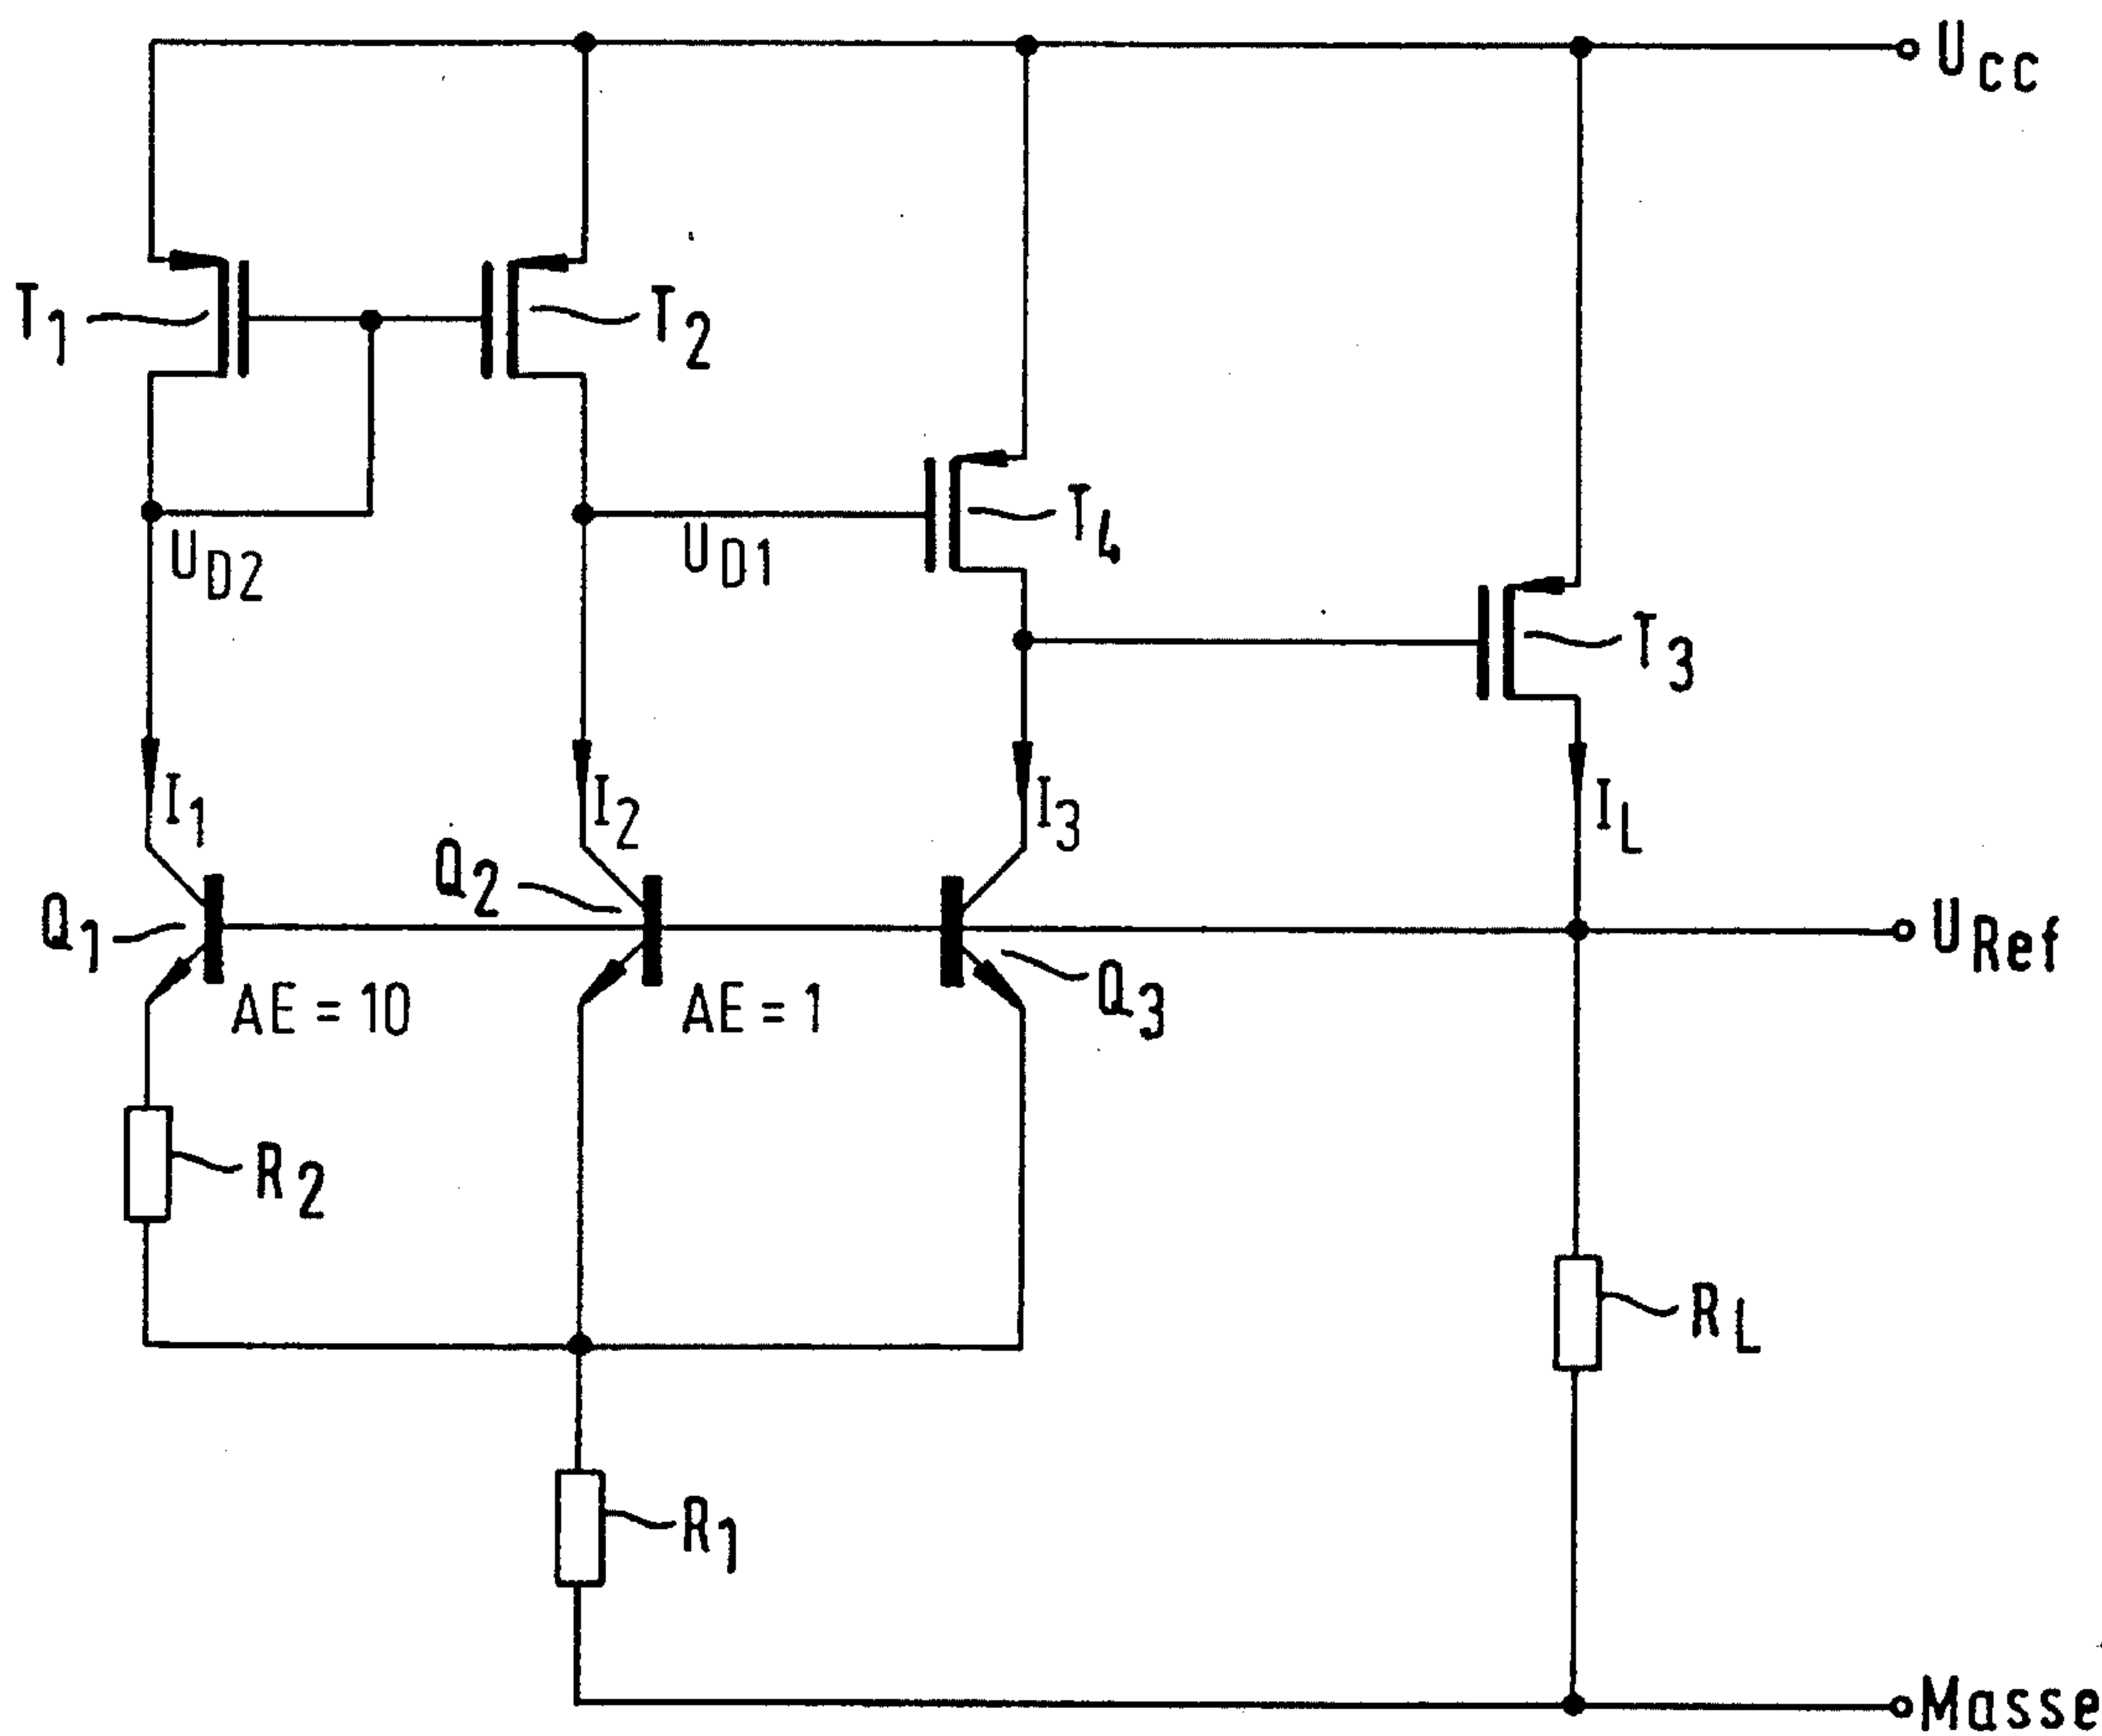 UCC
T1
T2
UD2
UD1
T4
T3
I1
I2
I3
IL
Q1
Q2
AE = 10
AE = 1
Q3
URef
R2
RL
R1
Masse